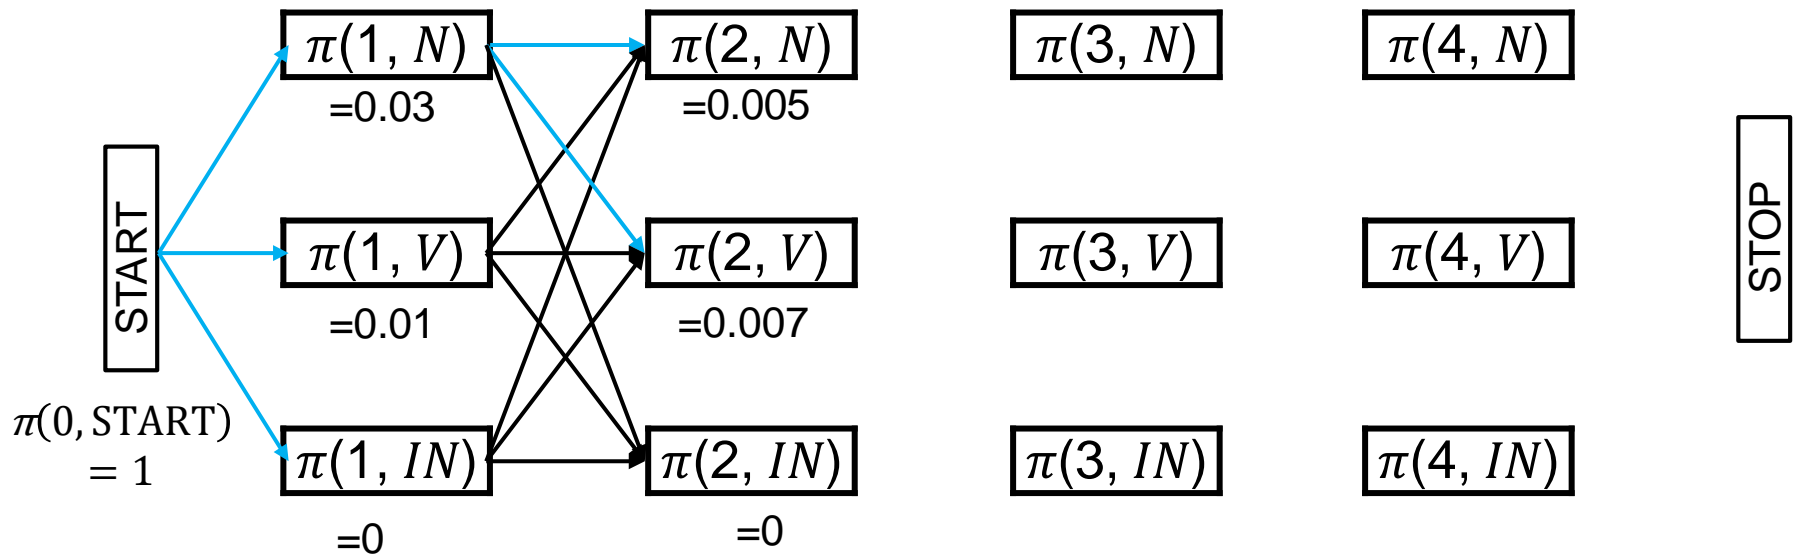 π(1, N) π(2, N) π(3, N) π(4, N)
=0.03 =0.005
START
π(1, V) π(2, V) π(3, V) π(4, V)
STOP
=0.01 =0.007
π(0, START)
= 1
π(1, IN) π(2, IN) π(3, IN) π(4, IN)
=0 =0